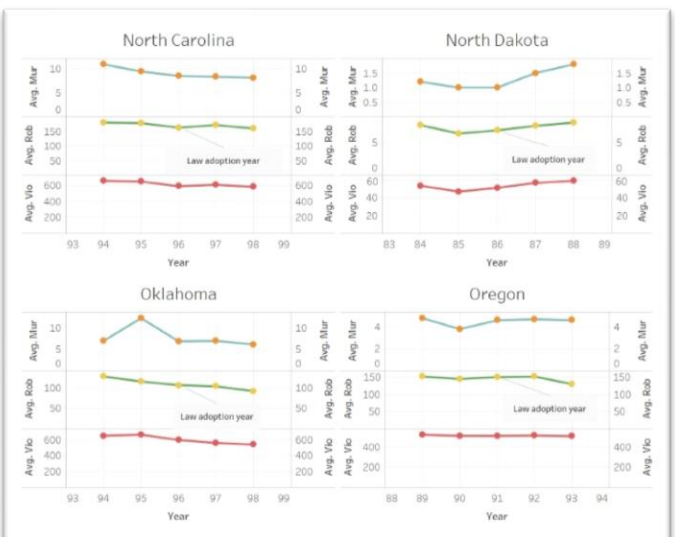 North Carolina
Avg. Mur
10
5
0
10
5
0
Avg. Mur
Avg. Rob
150
100
50
150
100
50
Avg. Rob
Law adoption year
Avg. Vio
600
400
200
600
400
200
Avg. Vio
93 94 95 96 97 98 99
Year
North Dakota
Avg. Mur
1.5
1.0
0.5
1.5
1.0
0.5
Avg. Mur
Avg. Rob
5
0
5
0
Avg. Rob
Law adoption year
Avg. Vio
60
40
20
60
40
20
Avg. Vio
83 84 85 86 87 88 89
Year
Oklahoma
Avg. Mur
10
5
0
10
5
0
Avg. Mur
Avg. Rob
100
50
100
50
Avg. Rob
Law adoption year
Avg. Vio
600
400
200
600
400
200
Avg. Vio
93 94 95 96 97 98 99
Year
Oregon
Avg. Mur
4
2
0
4
2
0
Avg. Mur
Avg. Rob
150
100
50
150
100
50
Avg. Rob
Law adoption year
Avg. Vio
400
200
400
200
Avg. Vio
88 89 90 91 92 93 94
Year